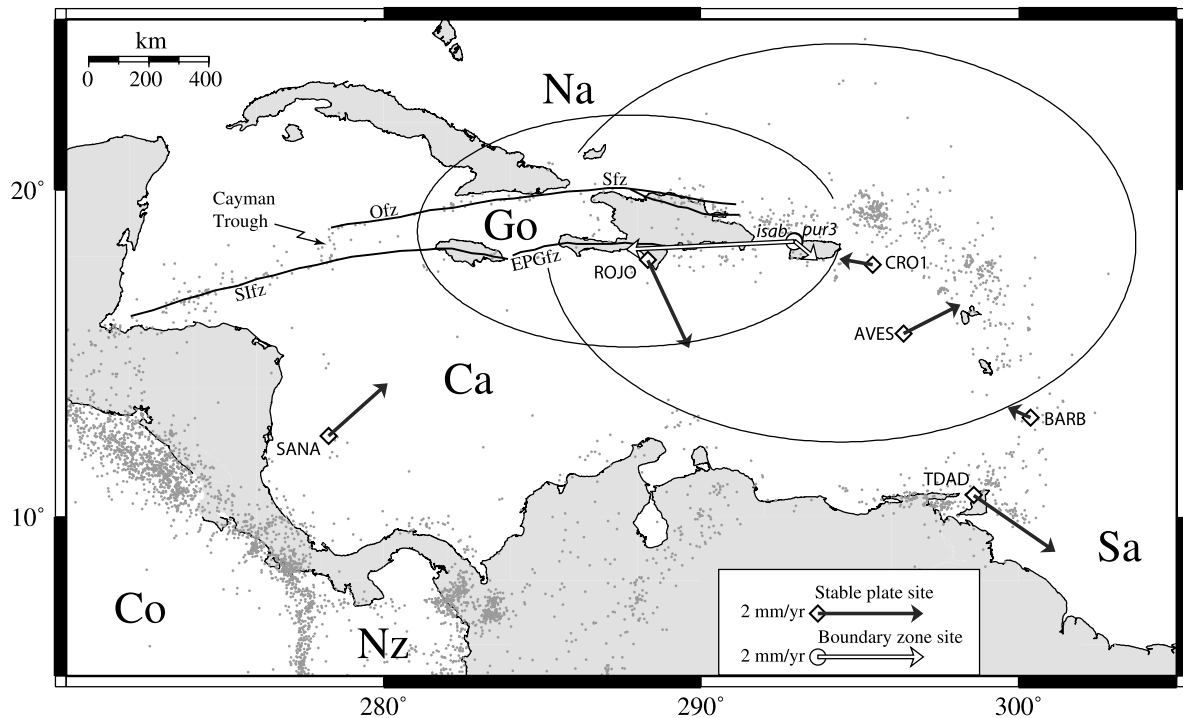 km
0 200 400
Na
20°
Cayman
Trough
Sfz
Ofz
Go
isab
pur3
EPGfz
ROJO
CRO1
SIfz
AVES
Ca
SANA
BARB
TDAD
10°
Sa
Co
Nz
Stable plate site
2 mm/yr
Boundary zone site
2 mm/yr
280° 290° 300°